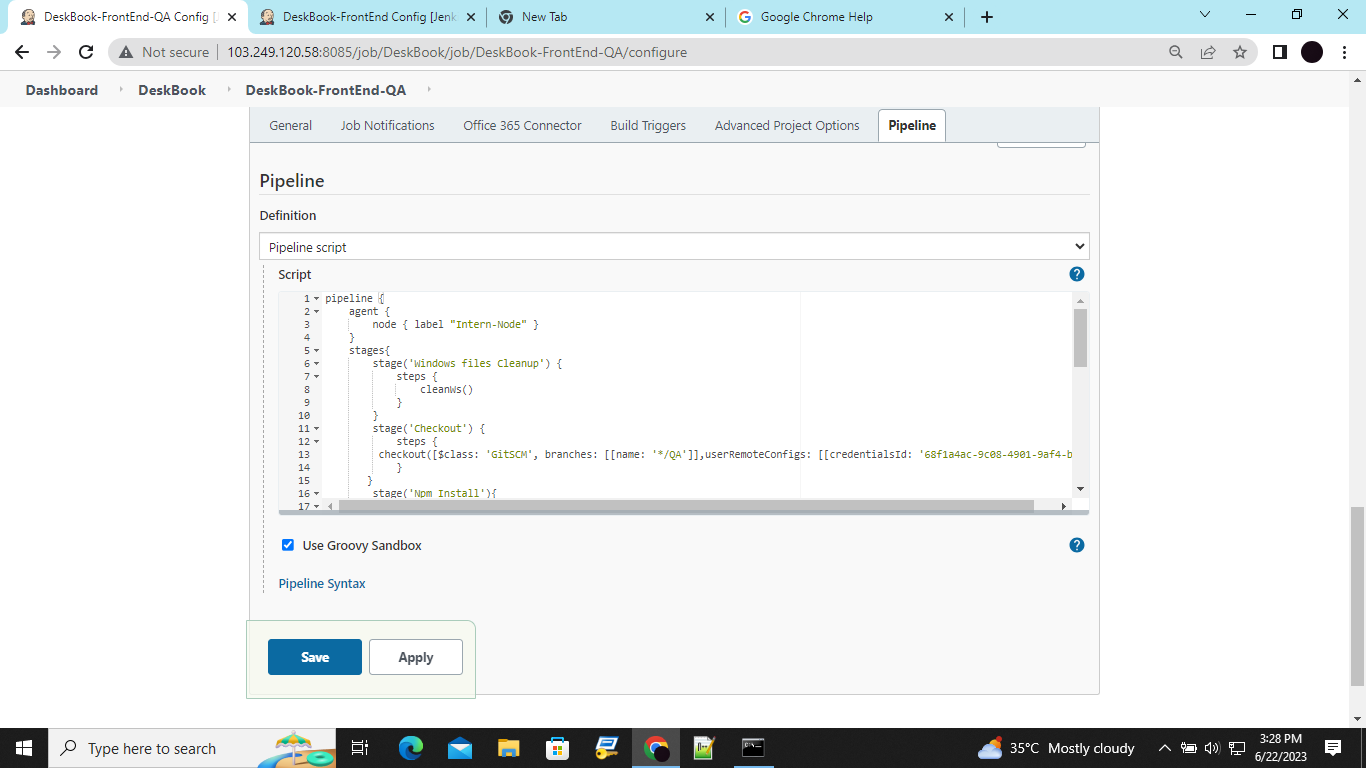 DeskBook-FrontEnd-QA Config [J
DeskBook-FrontEnd Config [Jenk
New Tab
Google Chrome Help
Not secure
103.249.120.58:8085/job/DeskBook/job/DeskBook-FrontEnd-QA/configure
Dashboard DeskBook DeskBook-FrontEnd-QA
General Job Notifications Office 365 Connector Build Triggers Advanced Project Options Pipeline
Pipeline
Definition
Pipeline script
Script
1 pipeline {
2 agent {
3 node { label "Intern-Node" }
4 }
5 stages{
6 stage('Windows files Cleanup') {
7 steps {
8 cleanWs()
9 }
10 }
11 stage('Checkout') {
12 steps {
13 checkout([$class: 'GitSCM', branches: [[name: '*/QA']],userRemoteConfigs: [[credentialsId: '68f1a4ac-9c08-4901-9af4-b
14 }
15 }
16 stage('Npm Install'){
17
Use Groovy Sandbox
Pipeline Syntax
Save Apply
Type here to search
35°C Mostly cloudy
3:28 PM
6/22/2023